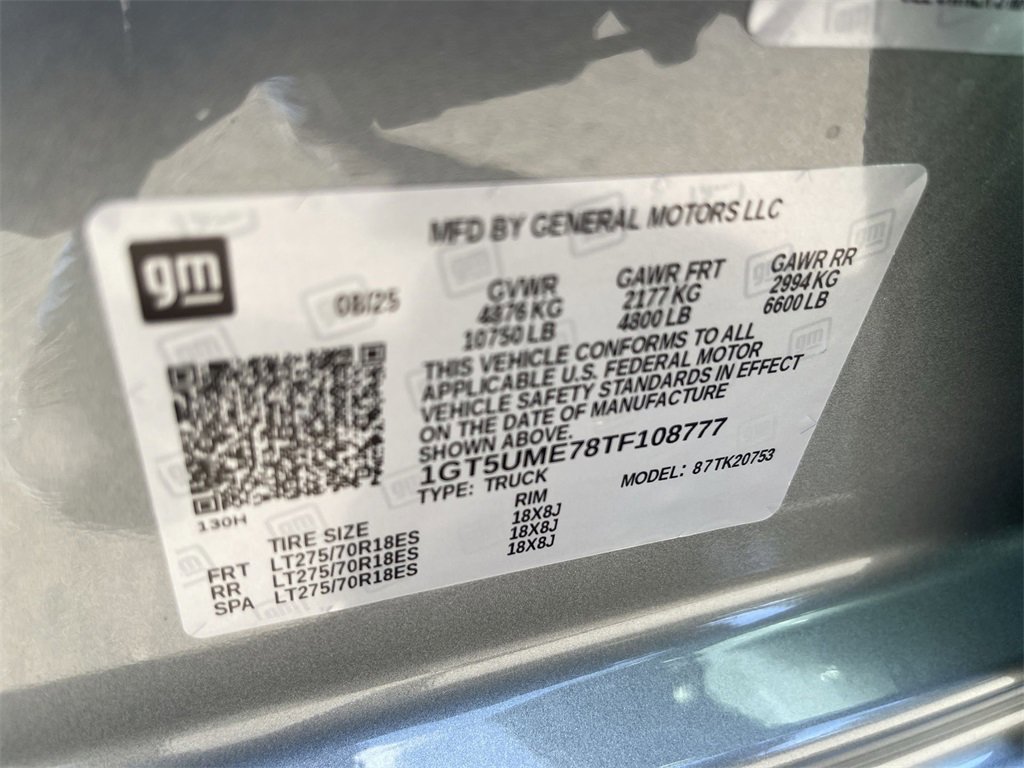 MFD BY GENERAL MOTORS LLC
gm
08/25
GVWR GAWR FRT GAWR RR
4876 KG 2177 KG 2994 KG
10750 LB 4800 LB 6600 LB
THIS VEHICLE CONFORMS TO ALL
APPLICABLE U.S. FEDERAL MOTOR
VEHICLE SAFETY STANDARDS IN EFFECT
ON THE DATE OF MANUFACTURE
SHOWN ABOVE.
1GT5UME78TF108777
TYPE: TRUCK MODEL: 87TK20753
130H
TIRE SIZE RIM
FRT LT275/70R18ES 18X8J
RR LT275/70R18ES 18X8J
SPA LT275/70R18ES 18X8J